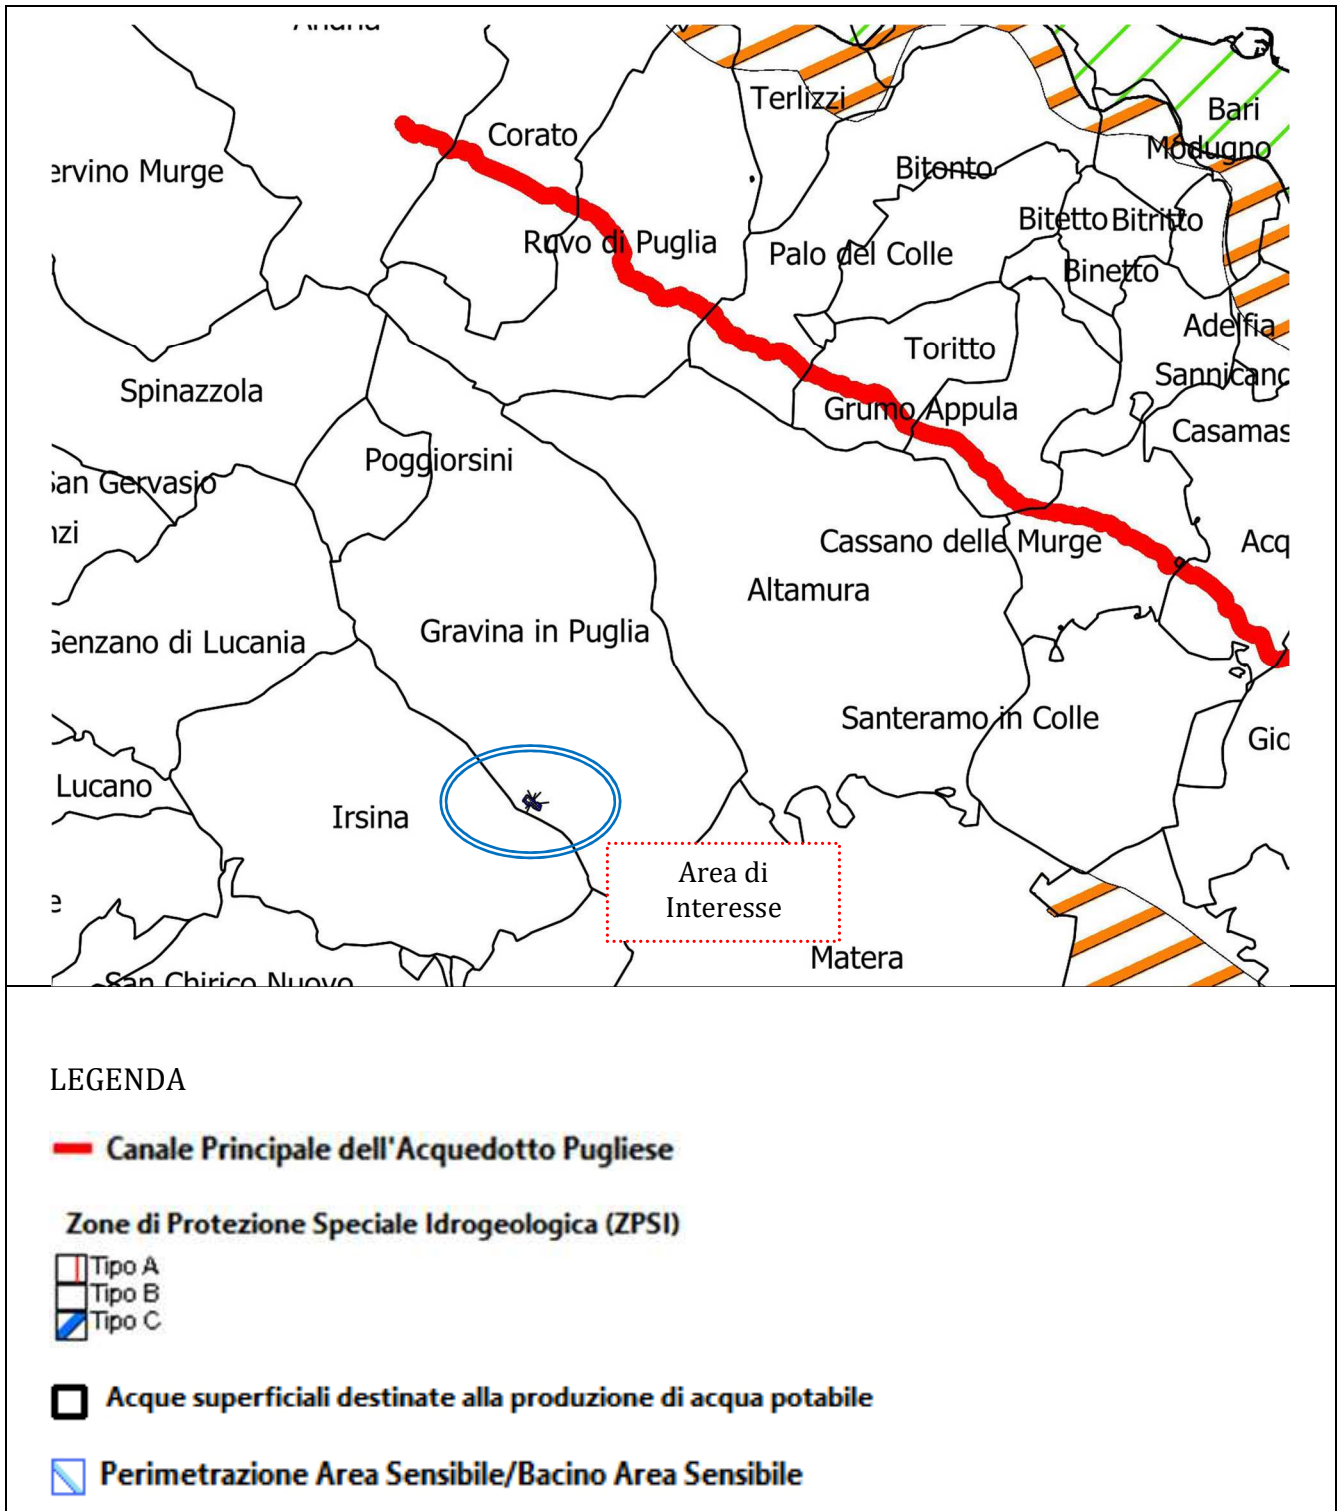 Andria
Corato
Terlizzi
Bari
Modugno
ervino Murge
Bitonto
Ruvo di Puglia
Bitetto
Bitritto
Palo del Colle
Binetto
Adelfia
Toritto
Spinazzola
Sannicand
Grumo Appula
Casamas
Poggiorsini
San Gervasio
nzi
Cassano delle Murge
Acq
Altamura
Gravina in Puglia
Genzano di Lucania
Santeramo in Colle
Gio
Lucano
Irsina
Area di
Interesse
e
Matera
San Chirico Nuovo
LEGENDA
Canale Principale dell'Acquedotto Pugliese
Zone di Protezione Speciale Idrogeologica (ZPSI)
Tipo A
Tipo B
Tipo C
Acque superficiali destinate alla produzione di acqua potabile
Perimetrazione Area Sensibile/Bacino Area Sensibile